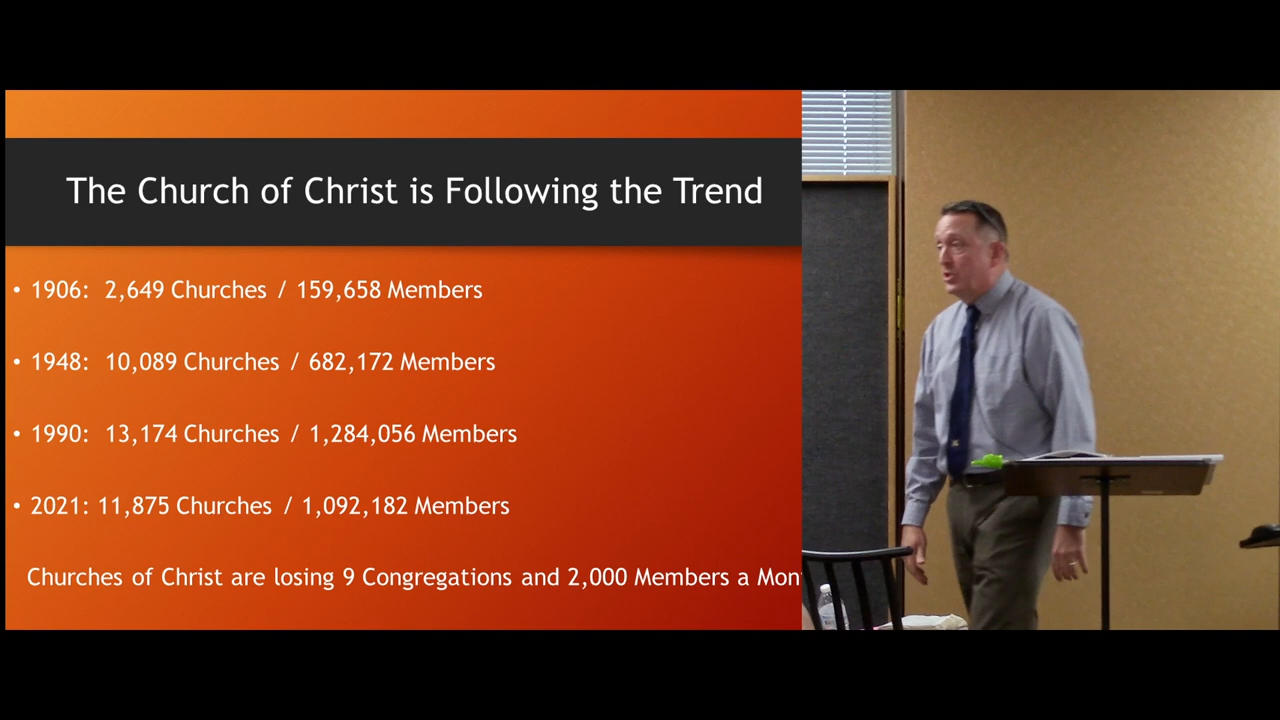 The Church of Christ is Following the Trend
• 1906: 2,649 Churches / 159,658 Members
• 1948: 10,089 Churches / 682,172 Members
• 1990: 13,174 Churches / 1,284,056 Members
• 2021: 11,875 Churches / 1,092,182 Members
Churches of Christ are losing 9 Congregations and 2,000 Members a Mon